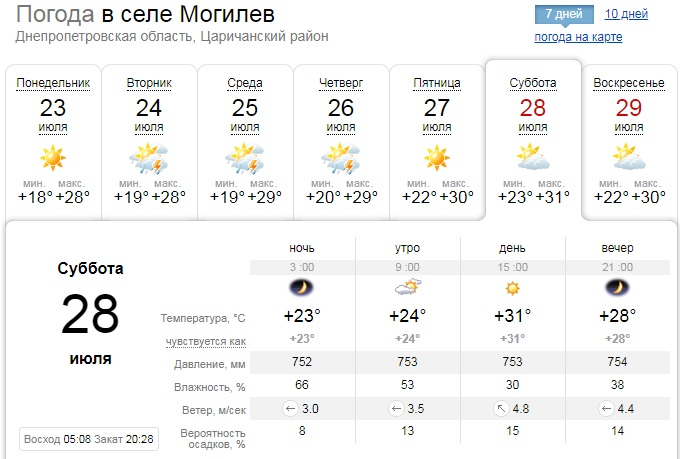 Погода в селе Могилев
Днепропетровская область, Царичанский район
7 дней 10 дней
погода на карте
Понедельник Вторник Среда Четверг Пятница Суббота Воскресенье
23 24 25 26 27 28 29
июля июля июля июля июля июля июля
мин. макс. мин. макс. мин. макс. мин. макс. мин. макс. мин. макс. мин. макс.
+18° +28° +19° +28° +19° +29° +20° +29° +22° +30° +23° +31° +22° +30°
Суббота
28
июля
Восход 05:08 Закат 20:28
ночь утро день вечер
3 :00 9 :00 15 :00 21 :00
Температура, °C +23° +24° +31° +28°
чувствуется как +23° +24° +31° +28°
Давление, мм 752 753 753 754
Влажность, % 66 53 30 38
Ветер, м/сек 3.0 3.5 4.8 4.4
Вероятность 8 13 15 14
осадков, %